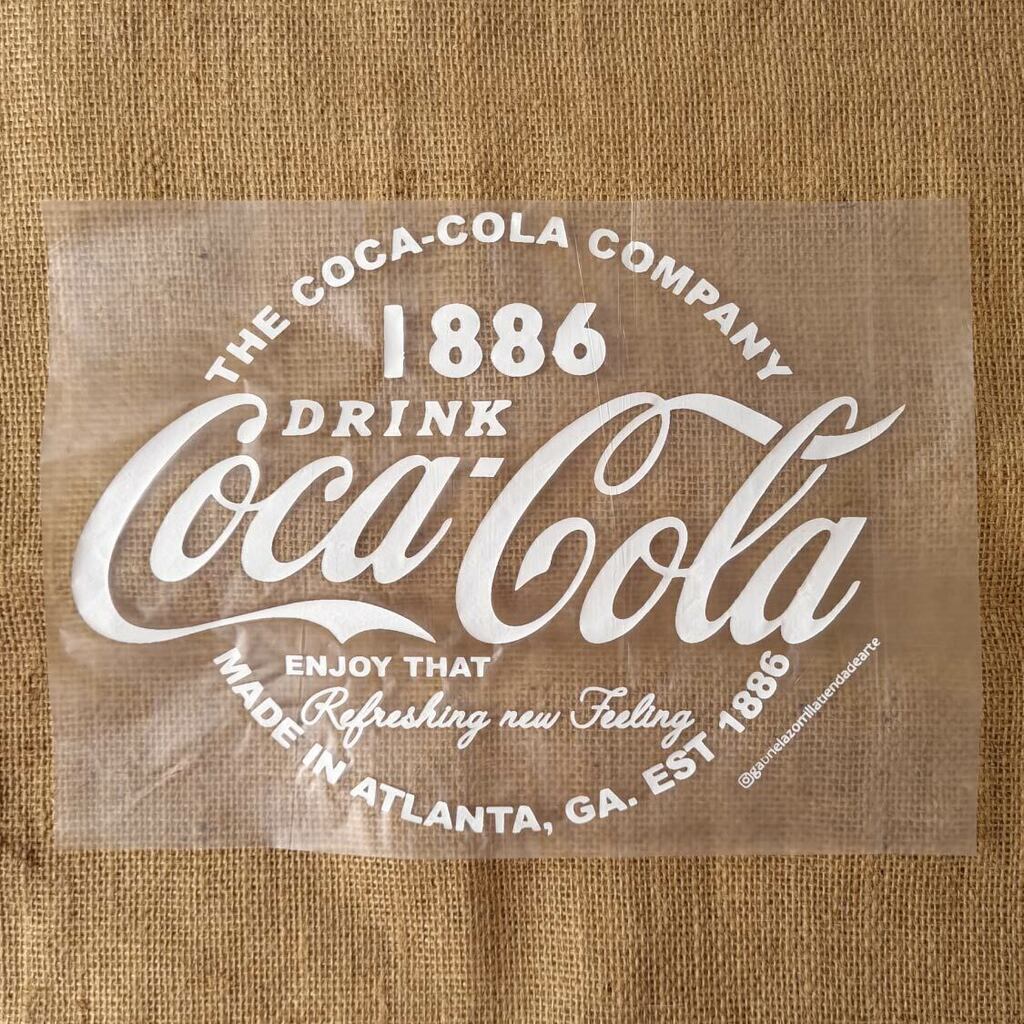 THE COCA-COLA COMPANY
1886
DRINK
Coca-Cola
ENJOY THAT
Refreshing new Feeling
MADE IN ATLANTA, GA. EST 1886
@gabrielazorrillatiendadearte